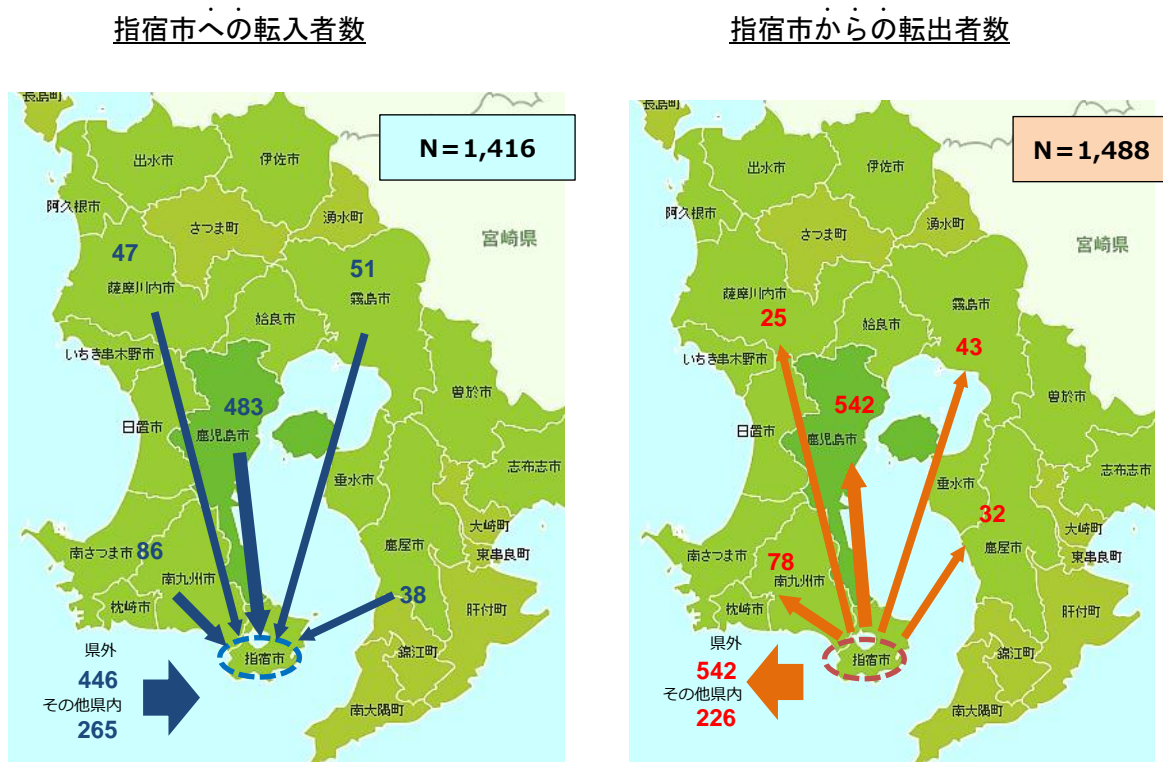 指宿市への転入者数
長島町
N＝1,416
出水市
伊佐市
阿久根市
湧水町
さつま町
宮崎県
47
51
薩摩川内市
霧島市
姶良市
いちき串木野市
曽於市
483
日置市
鹿児島市
志布志市
垂水市
大崎町
東串良町
南さつま市
86
鹿屋市
南九州市
38
肝付町
枕崎市
県外
指宿市
錦江町
446
その他県内
265
南大隅町
指宿市からの転出者数
長島町
N＝1,488
出水市
伊佐市
阿久根市
湧水町
さつま町
宮崎県
薩摩川内市
霧島市
25
姶良市
43
いちき串木野市
曽於市
542
日置市
鹿児島市
志布志市
垂水市
32
大崎町
東串良町
南さつま市
78
鹿屋市
南九州市
肝付町
枕崎市
県外
指宿市
錦江町
542
その他県内
226
南大隅町